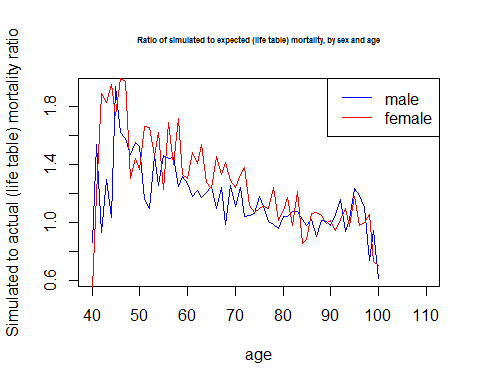 Ratio of simulated to expected (life table) mortality, by sex and age
Simulated to actual (life table) mortality ratio
1.8
1.4
1.0
0.6
male
female
40 50 60 70 80 90 100 110
age